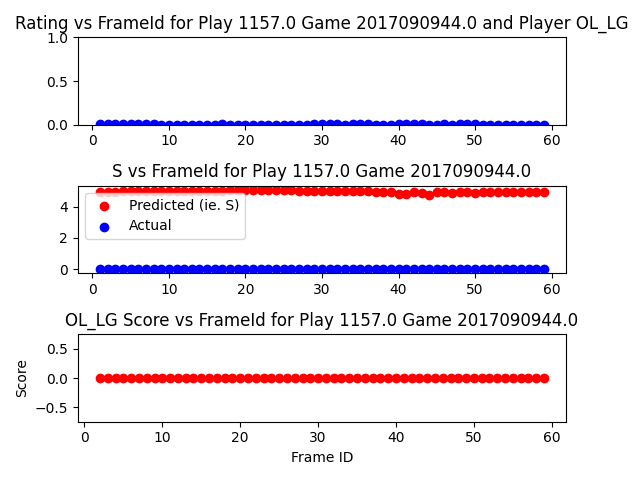 Rating vs FrameId for Play 1157.0 Game 2017090944.0 and Player OL_LG
1.0
0.5
0.0
0 10 20 30 40 50 60
S vs FrameId for Play 1157.0 Game 2017090944.0
4
2
0
Predicted (ie. S)
Actual
0 10 20 30 40 50 60
OL_LG Score vs FrameId for Play 1157.0 Game 2017090944.0
Score
0.5
0.0
−0.5
0 10 20 30 40 50 60
Frame ID